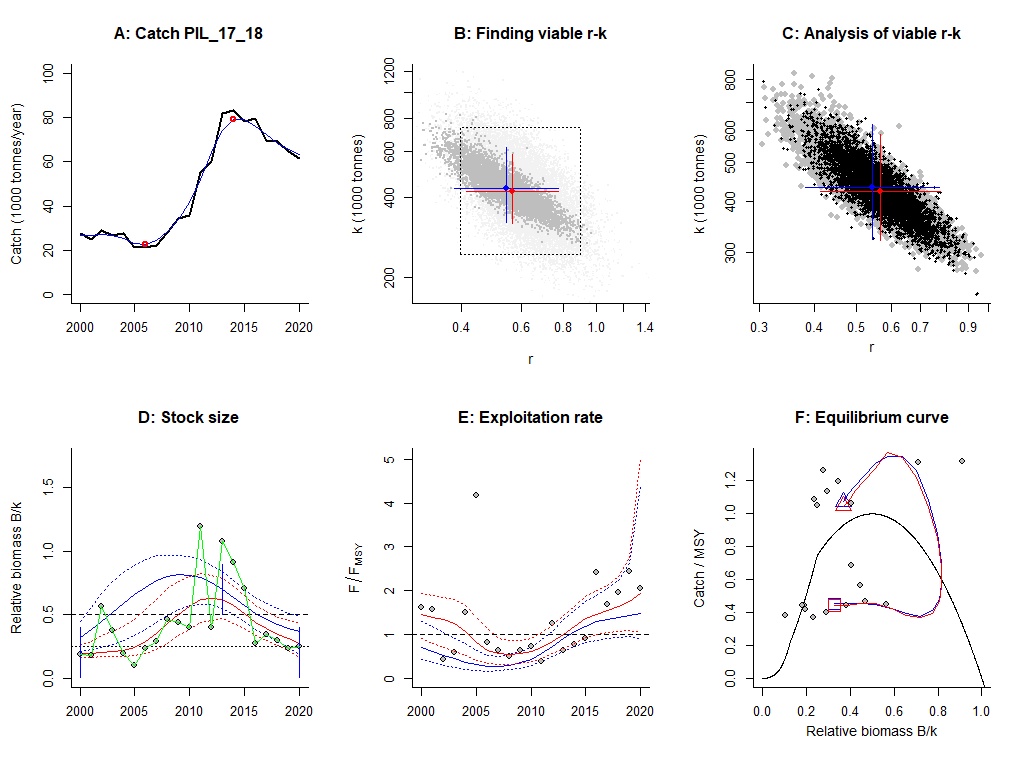 A: Catch PIL_17_18
Catch (1000 tonnes/year)
0 20 40 60 80 100
2000 2005 2010 2015 2020
B: Finding viable r-k
k (1000 tonnes)
200 400 600 800 1200
0.4 0.6 0.8 1.0 1.4
r
C: Analysis of viable r-k
k (1000 tonnes)
300 400 500 600 800
0.3 0.4 0.5 0.6 0.7 0.9
r
D: Stock size
Relative biomass B/k
0.0 0.5 1.0 1.5
2000 2005 2010 2015 2020
E: Exploitation rate
F / FMSY
0 1 2 3 4 5
2000 2005 2010 2015 2020
F: Equilibrium curve
Catch / MSY
0.0 0.2 0.4 0.6 0.8 1.0 1.2
0.0 0.2 0.4 0.6 0.8 1.0
Relative biomass B/k